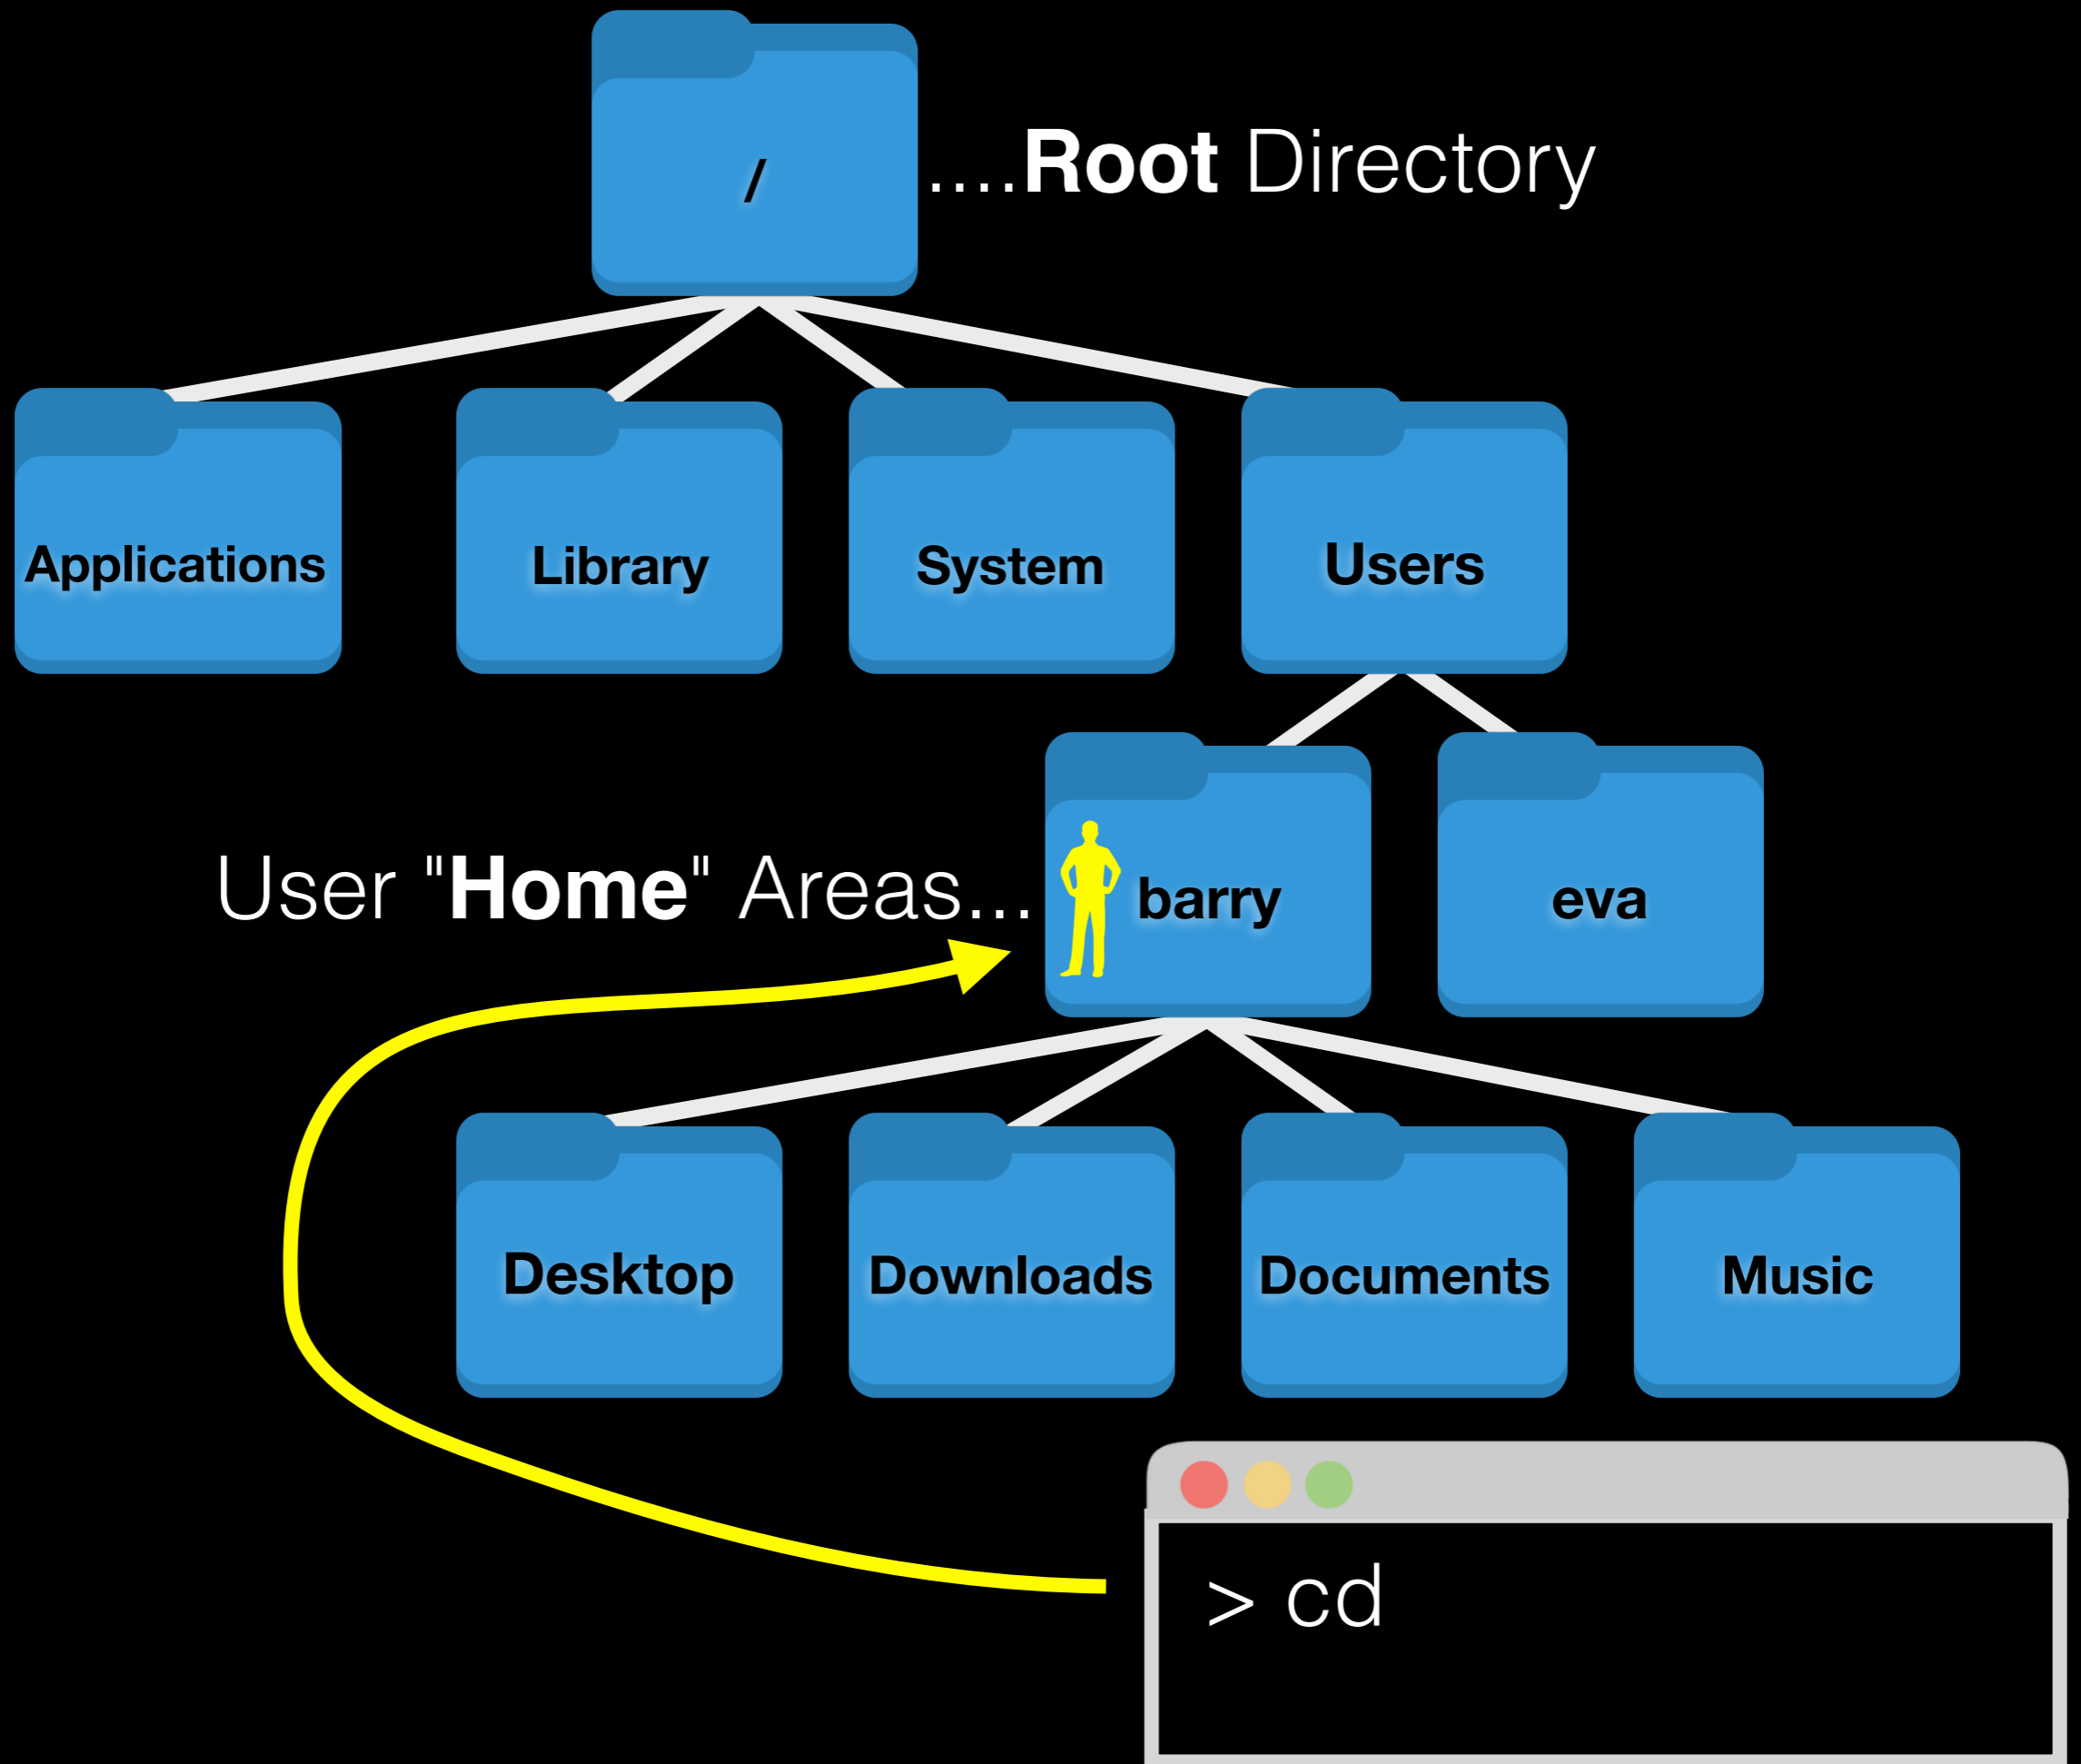 /
....Root Directory
Applications
Library
System
Users
User "Home" Areas...
barry
eva
Desktop
Downloads
Documents
Music
> cd